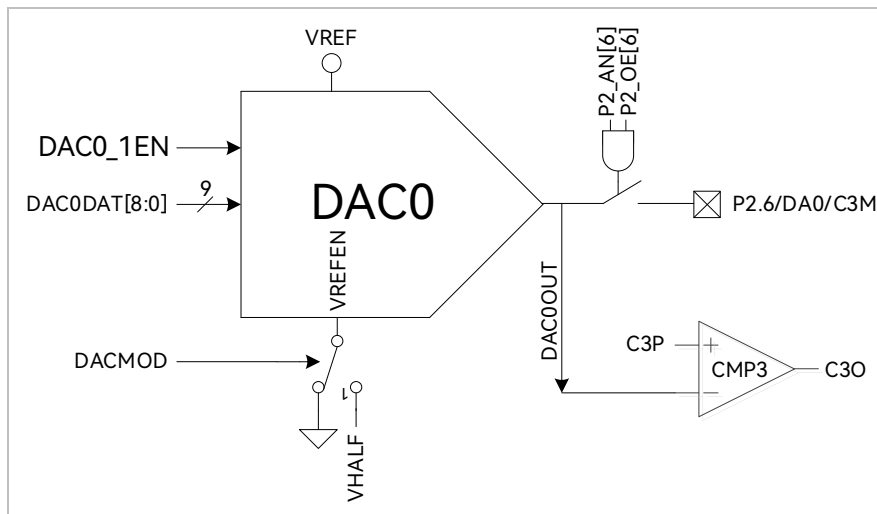 VREF
P2_AN[6]
P2_OE[6]
DAC0_1EN
DAC0DAT[8:0]
9
DAC0
P2.6/DA0/C3M
VREFEN
DAC0OUT
DACMOD
1
VHALF
C3P
+
CMP3
C3O
−